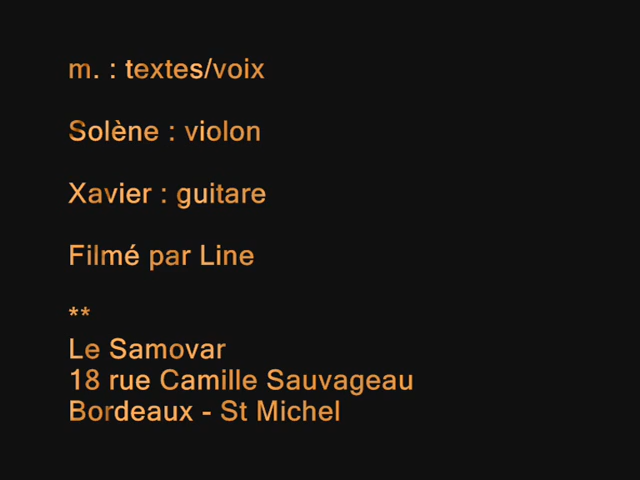 m. : textes/voix
Solène : violon
Xavier : guitare
Filmé par Line
**
Le Samovar
18 rue Camille Sauvageau
Bordeaux - St Michel